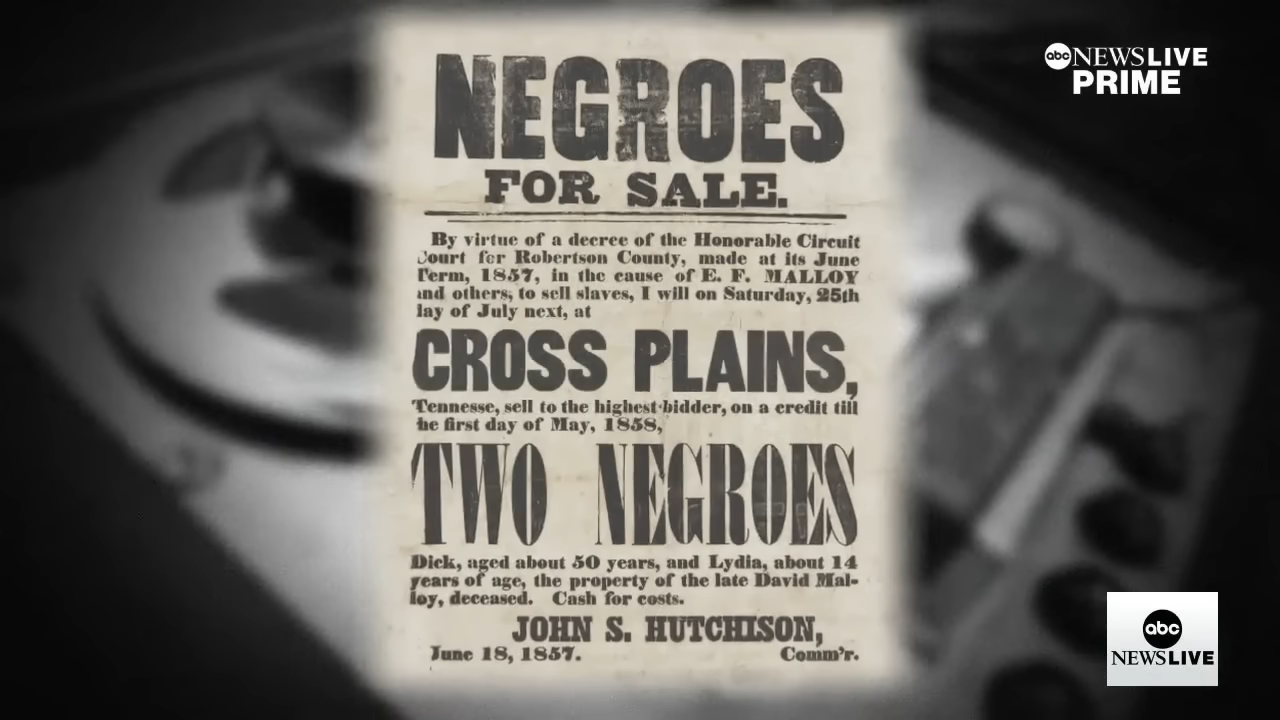 NEGROES
FOR SALE.
By virtue of a decree of the Honorable Circuit
Court for Robertson County, made at its June
Term, 1857, in the cause of E. F. MALLOY
and others, to sell slaves, I will on Saturday, 25th
day of July next, at
CROSS PLAINS,
Tennesse, sell to the highest bidder, on a credit till
he first day of May, 1858,
TWO NEGROES
Dick, aged about 50 years, and Lydia, about 14
years of age, the property of the late David Mal-
loy, deceased. Cash for costs.
JOHN S. HUTCHISON,
June 18, 1857. Comm'r.
abc NEWS LIVE
PRIME
abc
NEWS LIVE